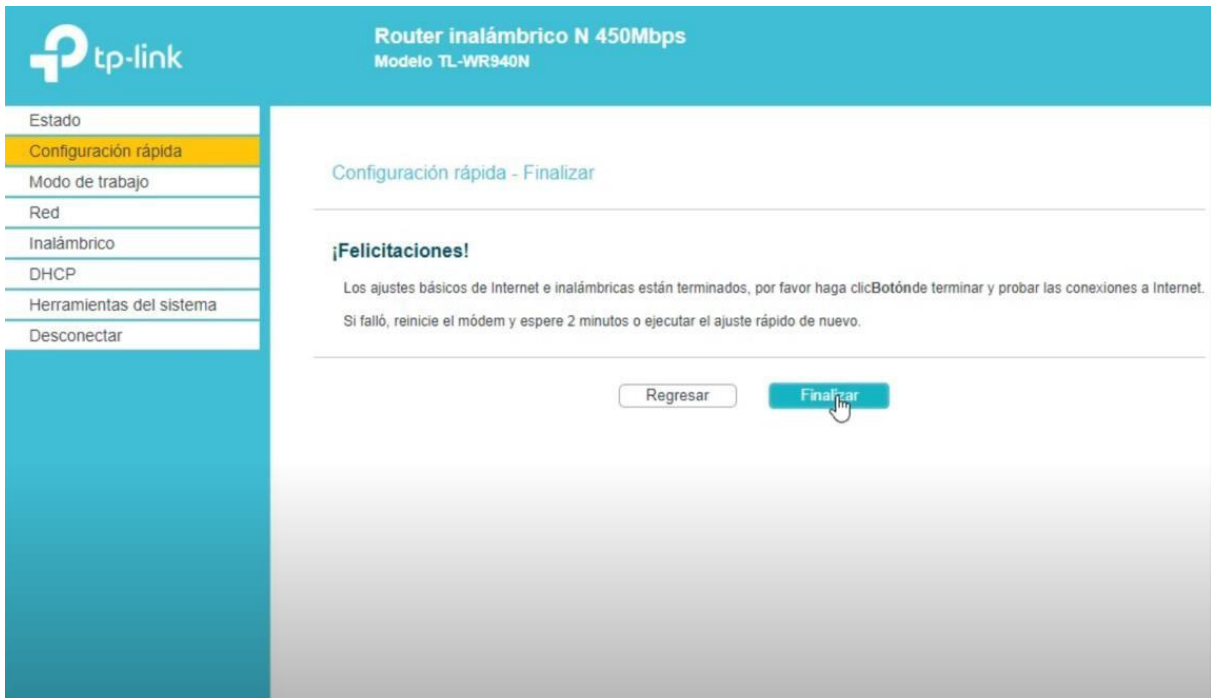 tp-link
Router inalámbrico N 450Mbps
Modelo TL-WR940N
Estado
Configuración rápida
Modo de trabajo
Red
Inalámbrico
DHCP
Herramientas del sistema
Desconectar
Configuración rápida - Finalizar
¡Felicitaciones!
Los ajustes básicos de Internet e inalámbricas están terminados, por favor haga clicBotónde terminar y probar las conexiones a Internet.
Si falló, reinicie el módem y espere 2 minutos o ejecutar el ajuste rápido de nuevo.
Regresar
Finalizar